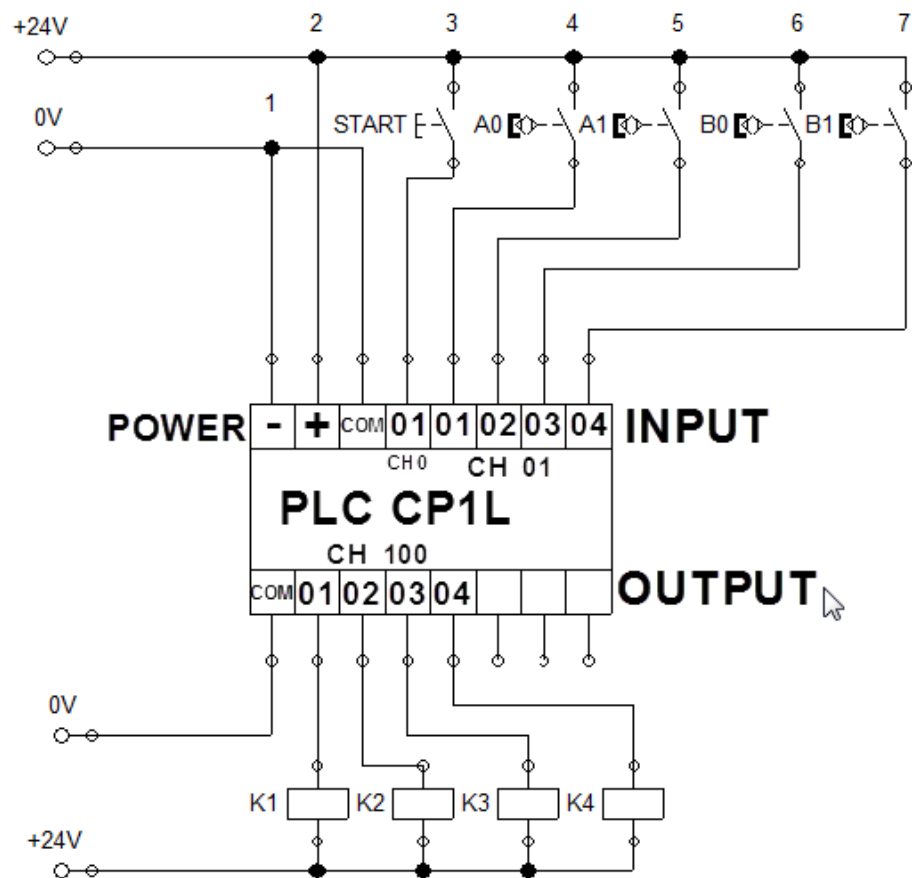 +24V 2 3 4 5 6 7
0V 1
START A0 A1 B0 B1
POWER - + COM 01 01 02 03 04 INPUT
CH 0 CH 01
PLC CP1L
CH 100
COM 01 02 03 04 OUTPUT
0V
K1 K2 K3 K4
+24V